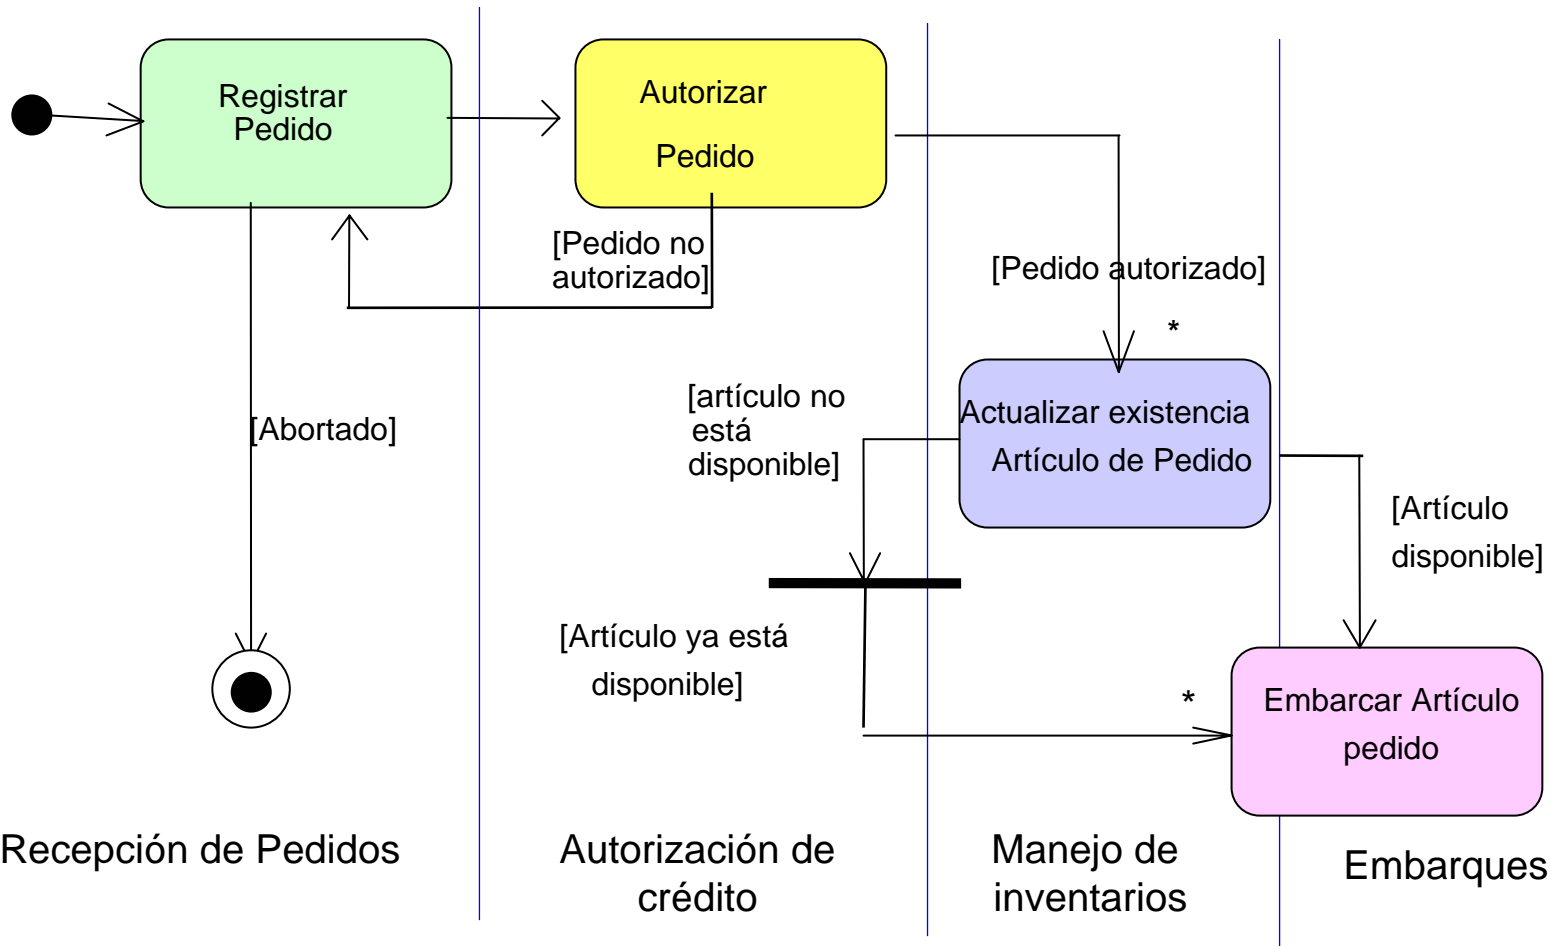 Registrar
Pedido
Autorizar
Pedido
[Pedido no
autorizado]
[Pedido autorizado]
*
[Abortado]
[artículo no
está
disponible]
Actualizar existencia
Artículo de Pedido
[Artículo
disponible]
[Artículo ya está
disponible]
*
Embarcar Artículo
pedido
Recepción de Pedidos
Autorización de
crédito
Manejo de
inventarios
Embarques